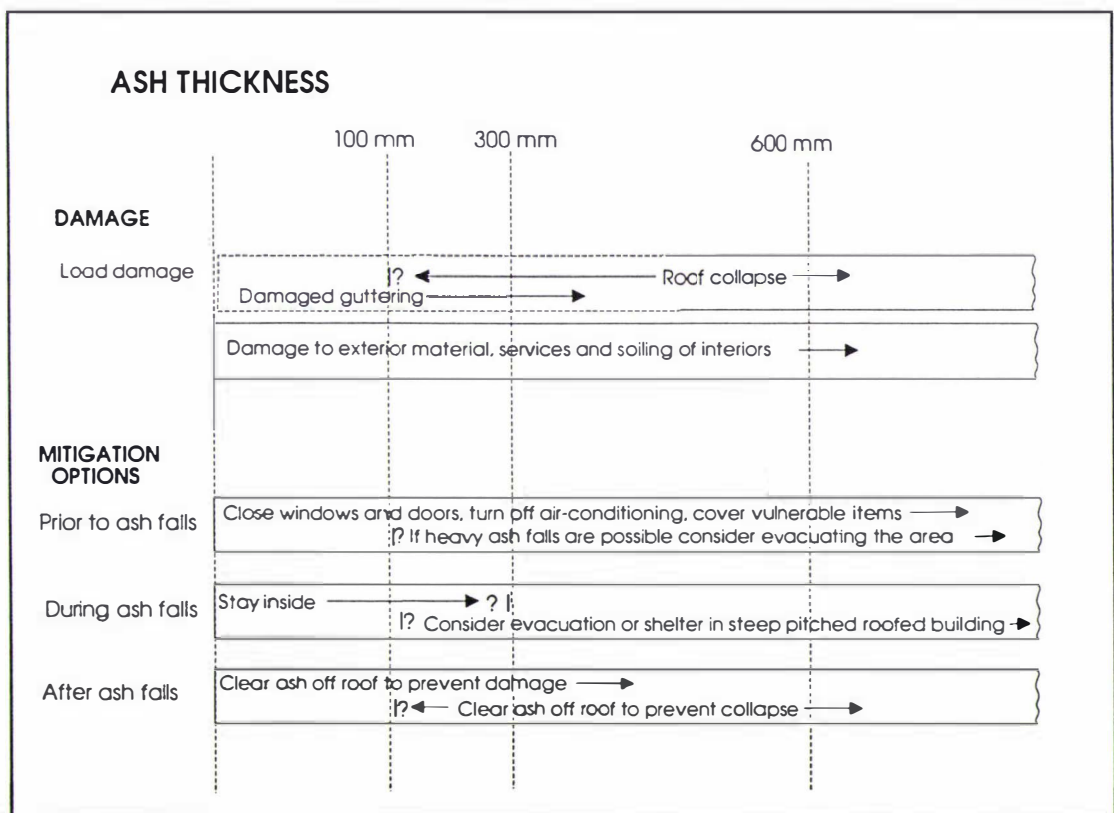 ASH THICKNESS
100 mm 300 mm 600 mm
DAMAGE
Load damage
|? Roof collapse
Damaged guttering
Damage to exterior material, services and soiling of interiors
MITIGATION
OPTIONS
Prior to ash falls
Close windows and doors, turn off air-conditioning, cover vulnerable items
|? If heavy ash falls are possible consider evacuating the area
During ash falls
Stay inside ? |
|? Consider evacuation or shelter in steep pitched roofed building
After ash falls
Clear ash off roof to prevent damage
|? Clear ash off roof to prevent collapse